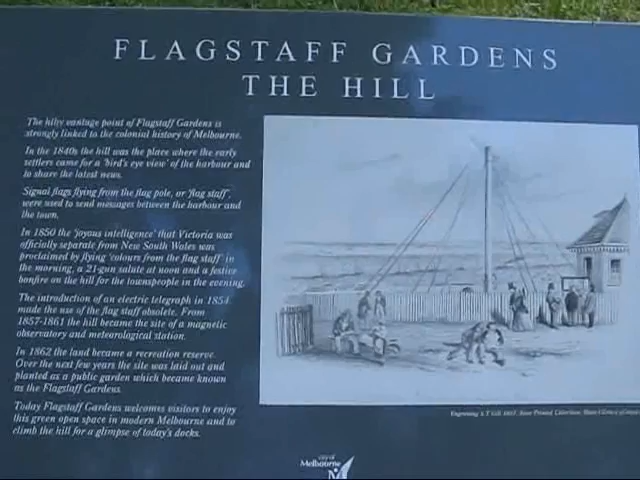 FLAGSTAFF GARDENS
THE HILL
The hilly vantage point of Flagstaff Gardens is
strongly linked to the colonial history of Melbourne.
In the 1840s the hill was the place where the early
settlers came for a 'bird's eye view' of the harbour and
to share the latest news.
Signal flags flying from the flag pole, or 'flag staff',
were used to send messages between the harbour and
the town.
In 1850 the 'joyous intelligence' that Victoria was
officially separate from New South Wales was
proclaimed by flying 'colours from the flag staff' in
the morning, a 21-gun salute at noon and a festive
bonfire on the hill for the townspeople in the evening.
The introduction of an electric telegraph in 1854
made the use of the flag staff obsolete. From
1857-1861 the hill became the site of a magnetic
observatory and meteorological station.
In 1862 the land became a recreation reserve.
Over the next few years the site was laid out and
planted as a public garden which became known
as the Flagstaff Gardens.
Today Flagstaff Gardens welcomes visitors to enjoy
this green open space in modern Melbourne and to
climb the hill for a glimpse of today's docks.
Engraving S T Gill
City of
Melbourne